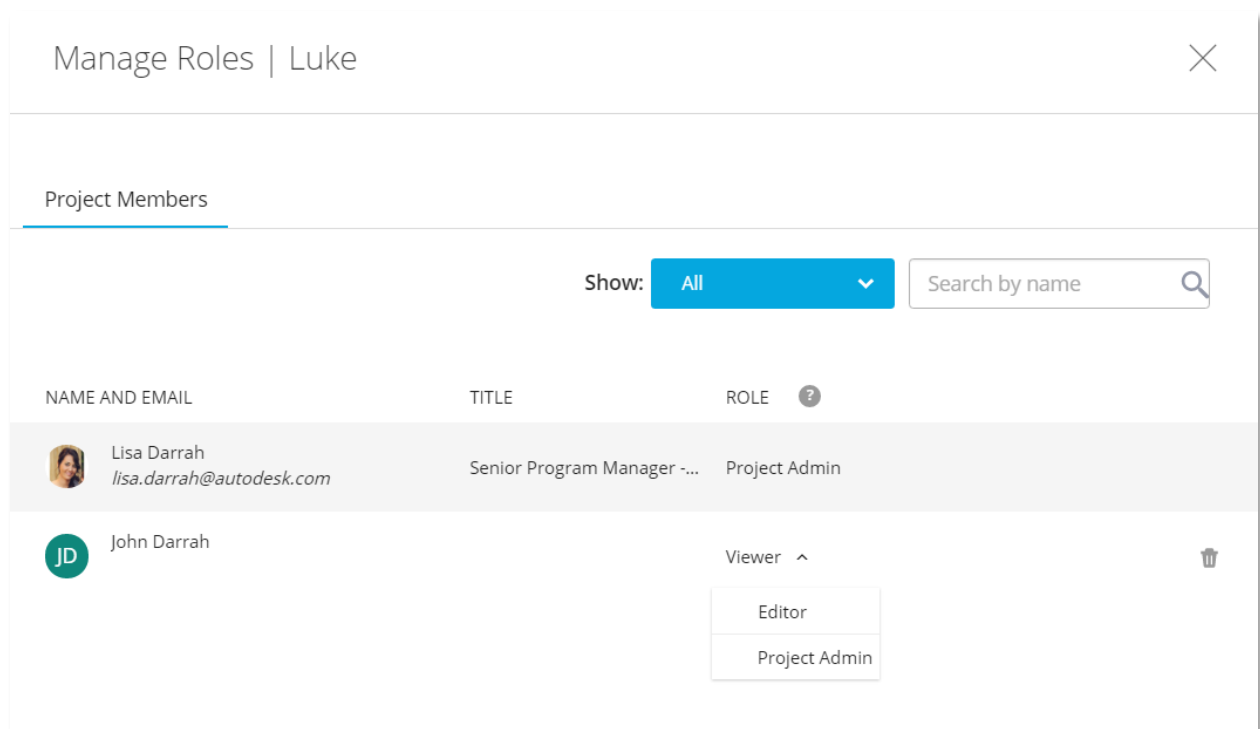 Manage Roles | Luke
Project Members
Show: All Search by name
NAME AND EMAIL TITLE ROLE ?
Lisa Darrah
lisa.darrah@autodesk.com Senior Program Manager -... Project Admin
John Darrah
JD Viewer
Editor
Project Admin